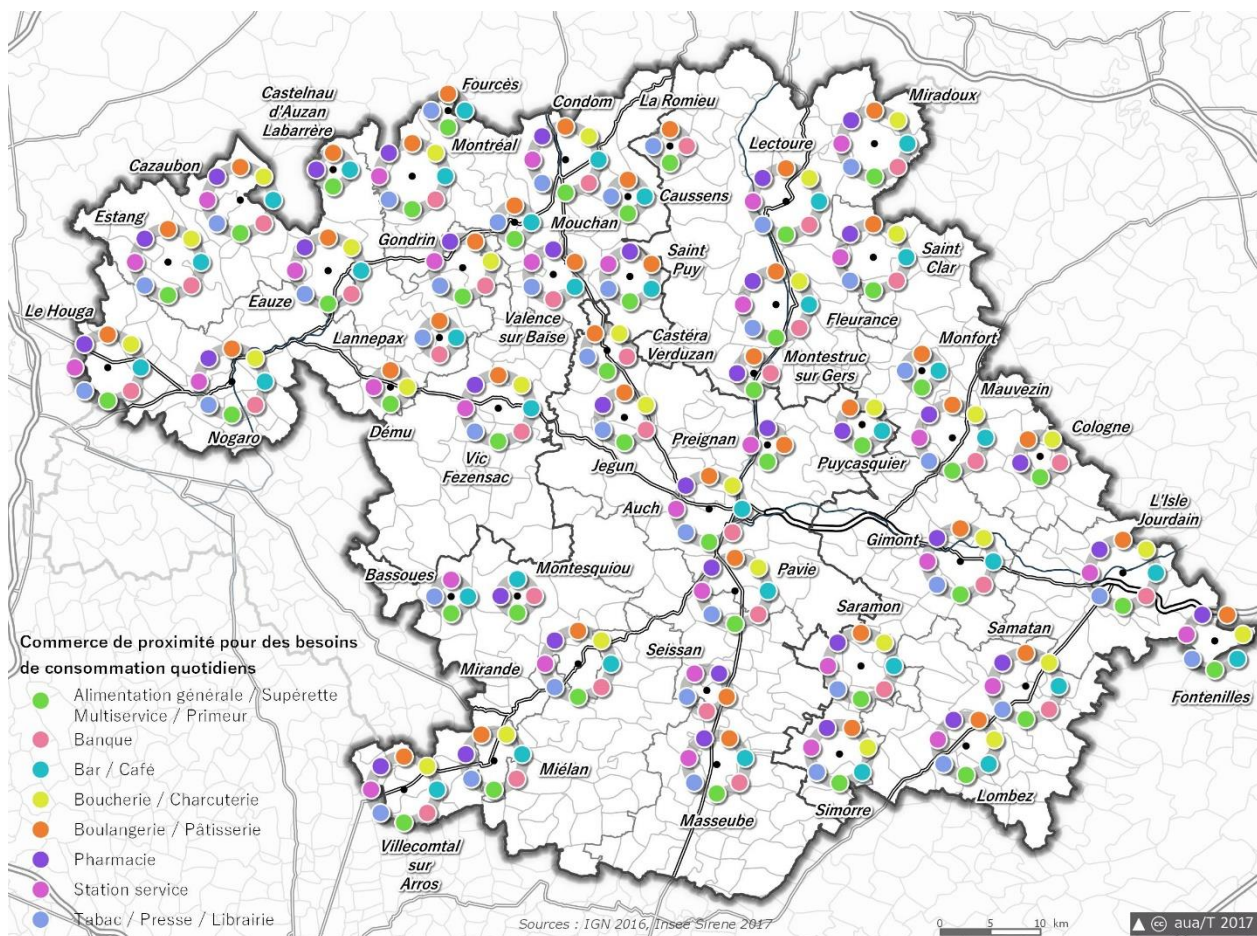 Fourcès
Castelnau
d'Auzan
Labarrère
Condom
La Romieu
Miradoux
Montréal
Lectoure
Cazaubon
Caussens
Estang
Mouchan
Gondrin
Saint
Puy
Saint
Clar
Eauze
Le Houga
Valence
sur Baïse
Fleurance
Lannepax
Castéra
Verduzan
Monfort
Montestruc
sur Gers
Mauvezin
Nogaro
Dému
Vic
Fezensac
Jegun
Preignan
Puycasquier
Cologne
Auch
L'Isle
Jourdain
Gimont
Bassoues
Montesquiou
Pavie
Saramon
Samatan
Seissan
Mirande
Fontenilles
Miélan
Masseube
Simorre
Lombez
Villecomtal
sur
Arros
Commerce de proximité pour des besoins
de consommation quotidiens
Alimentation générale / Supérette
Multiservice / Primeur
Banque
Bar / Café
Boucherie / Charcuterie
Boulangerie / Pâtisserie
Pharmacie
Station service
Tabac / Presse / Librairie
Sources : IGN 2016, Insee Sirene 2017
0 5 10 km
cc aua/T 2017